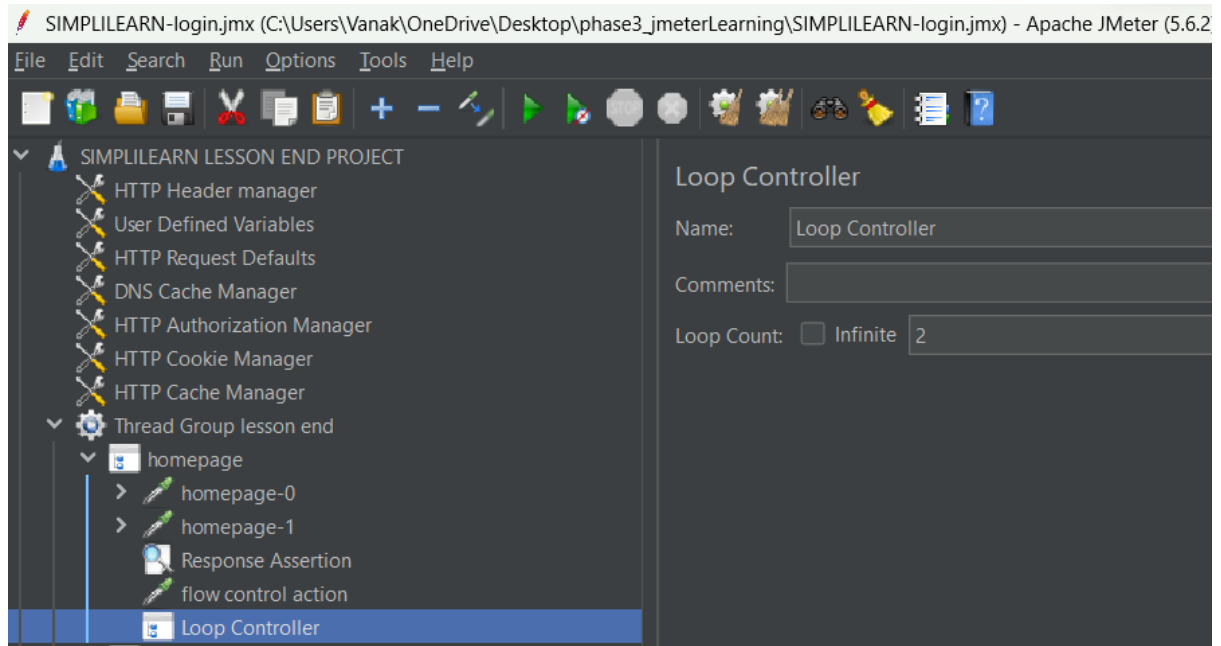 SIMPLILEARN-login.jmx (C:\Users\Vanak\OneDrive\Desktop\phase3_jmeterLearning\SIMPLILEARN-login.jmx) - Apache JMeter (5.6.2)
File Edit Search Run Options Tools Help
STOP
SIMPLILEARN LESSON END PROJECT
HTTP Header manager
User Defined Variables
HTTP Request Defaults
DNS Cache Manager
HTTP Authorization Manager
HTTP Cookie Manager
HTTP Cache Manager
Thread Group lesson end
homepage
homepage-0
homepage-1
Response Assertion
flow control action
Loop Controller
Loop Controller
Name: Loop Controller
Comments:
Loop Count: Infinite 2